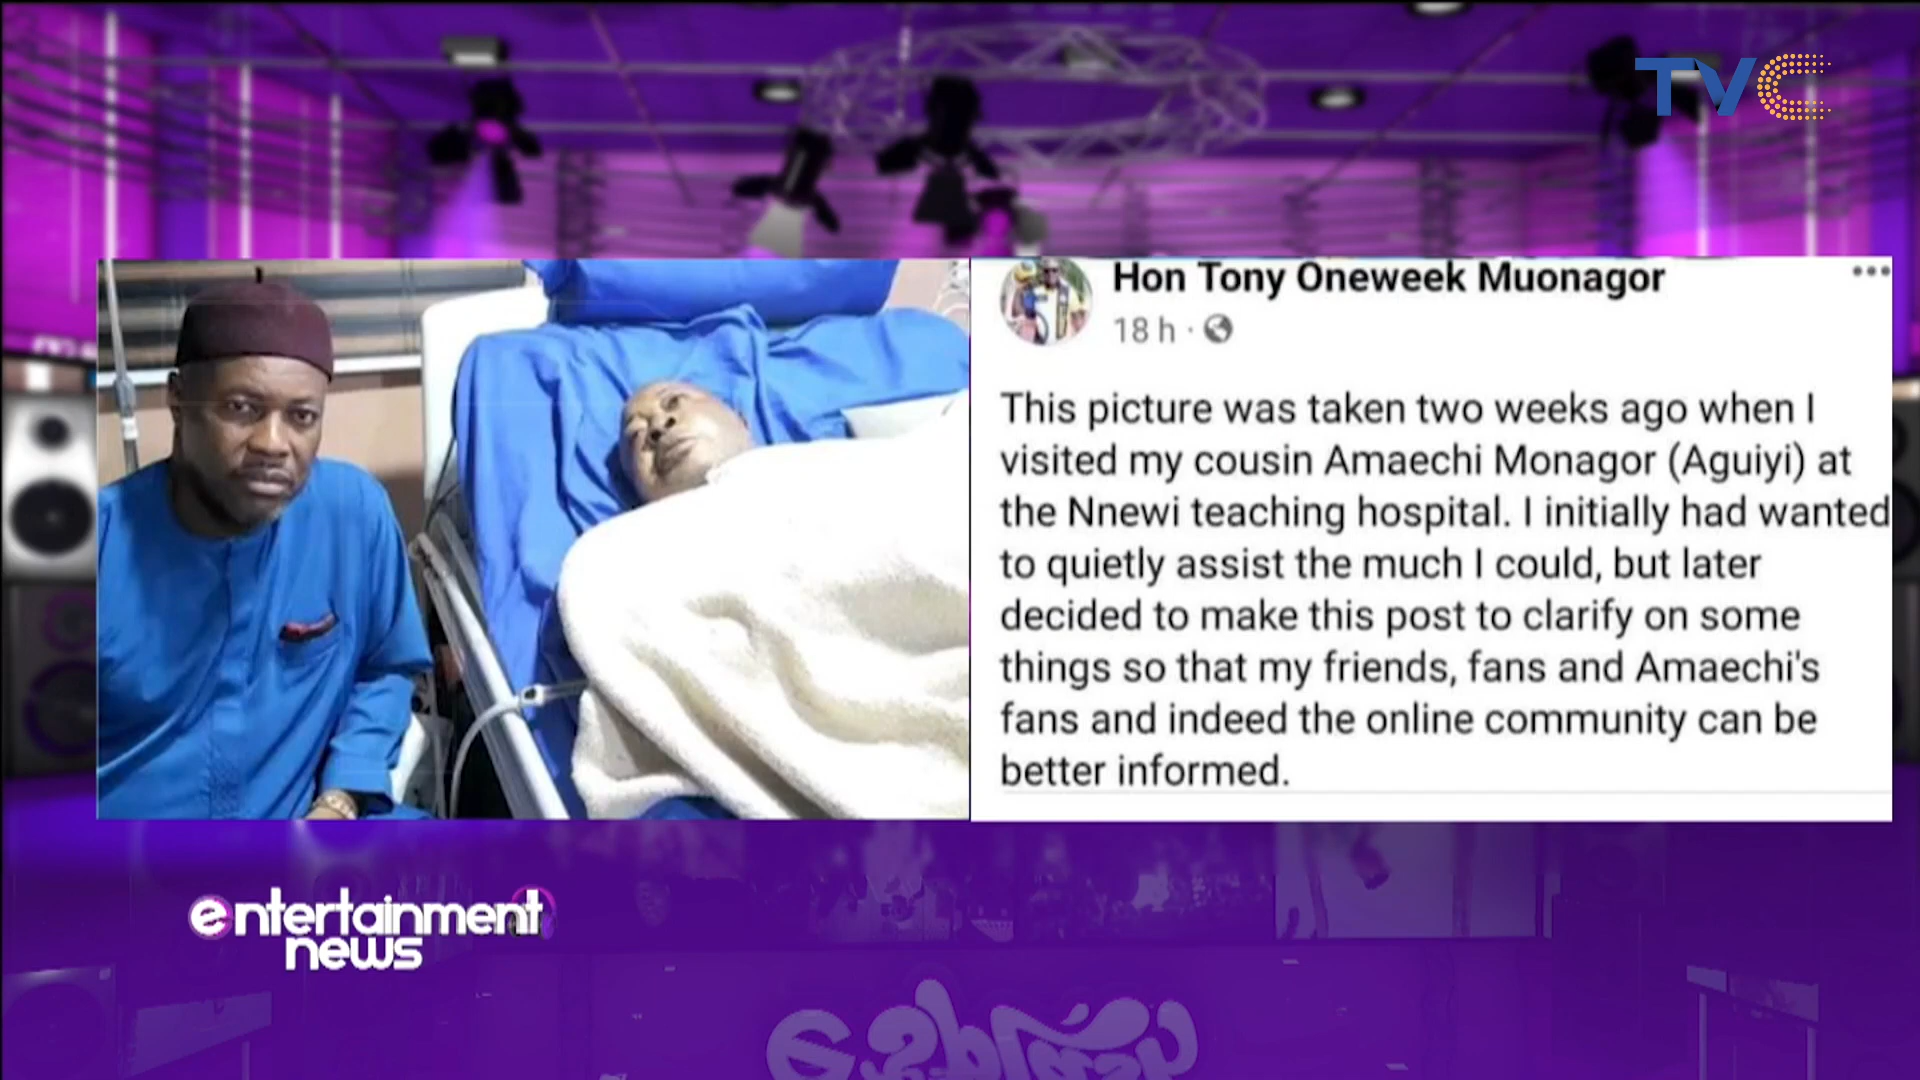 TVC
Hon Tony Oneweek Muonagor
18 h ·
This picture was taken two weeks ago when I
visited my cousin Amaechi Monagor (Aguiyi) at
the Nnewi teaching hospital. I initially had wanted
to quietly assist the much I could, but later
decided to make this post to clarify on some
things so that my friends, fans and Amaechi's
fans and indeed the online community can be
better informed.
entertainment
news